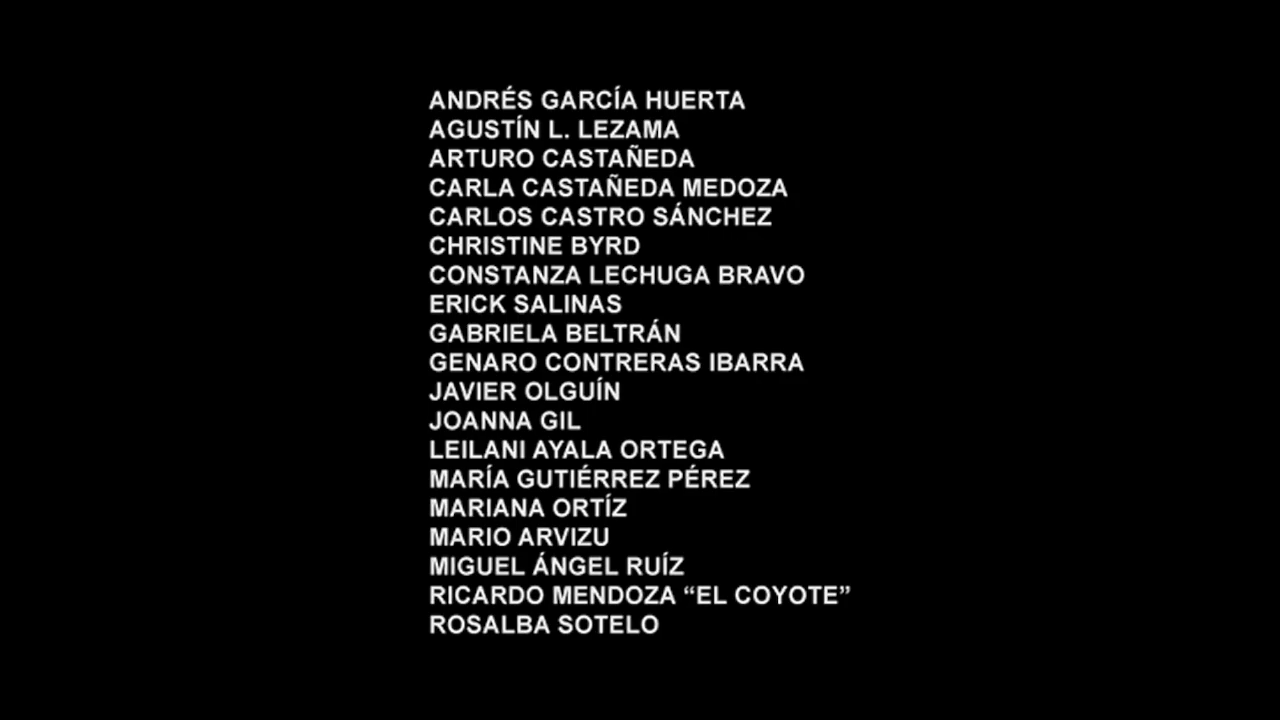 ANDRÉS GARCÍA HUERTA
AGUSTÍN L. LEZAMA
ARTURO CASTAÑEDA
CARLA CASTAÑEDA MEDOZA
CARLOS CASTRO SÁNCHEZ
CHRISTINE BYRD
CONSTANZA LECHUGA BRAVO
ERICK SALINAS
GABRIELA BELTRÁN
GENARO CONTRERAS IBARRA
JAVIER OLGUÍN
JOANNA GIL
LEILANI AYALA ORTEGA
MARÍA GUTIÉRREZ PÉREZ
MARIANA ORTÍZ
MARIO ARVIZU
MIGUEL ÁNGEL RUÍZ
RICARDO MENDOZA “EL COYOTE”
ROSALBA SOTELO